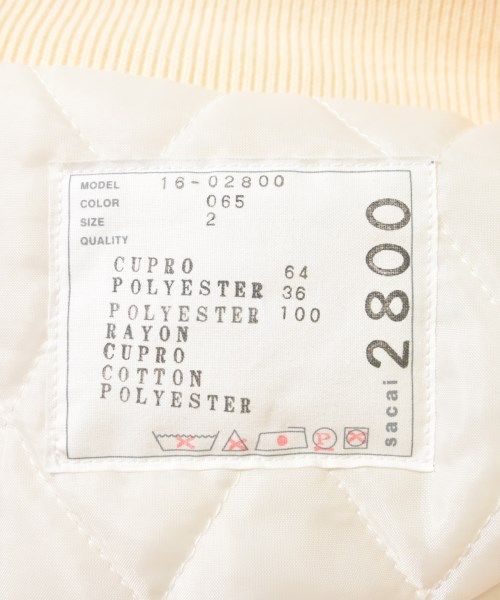 MODEL 16-02800
COLOR 065
SIZE 2
QUALITY
CUPRO 64
POLYESTER 36
POLYESTER 100
RAYON
CUPRO
COTTON
POLYESTER
P
sacai 2800